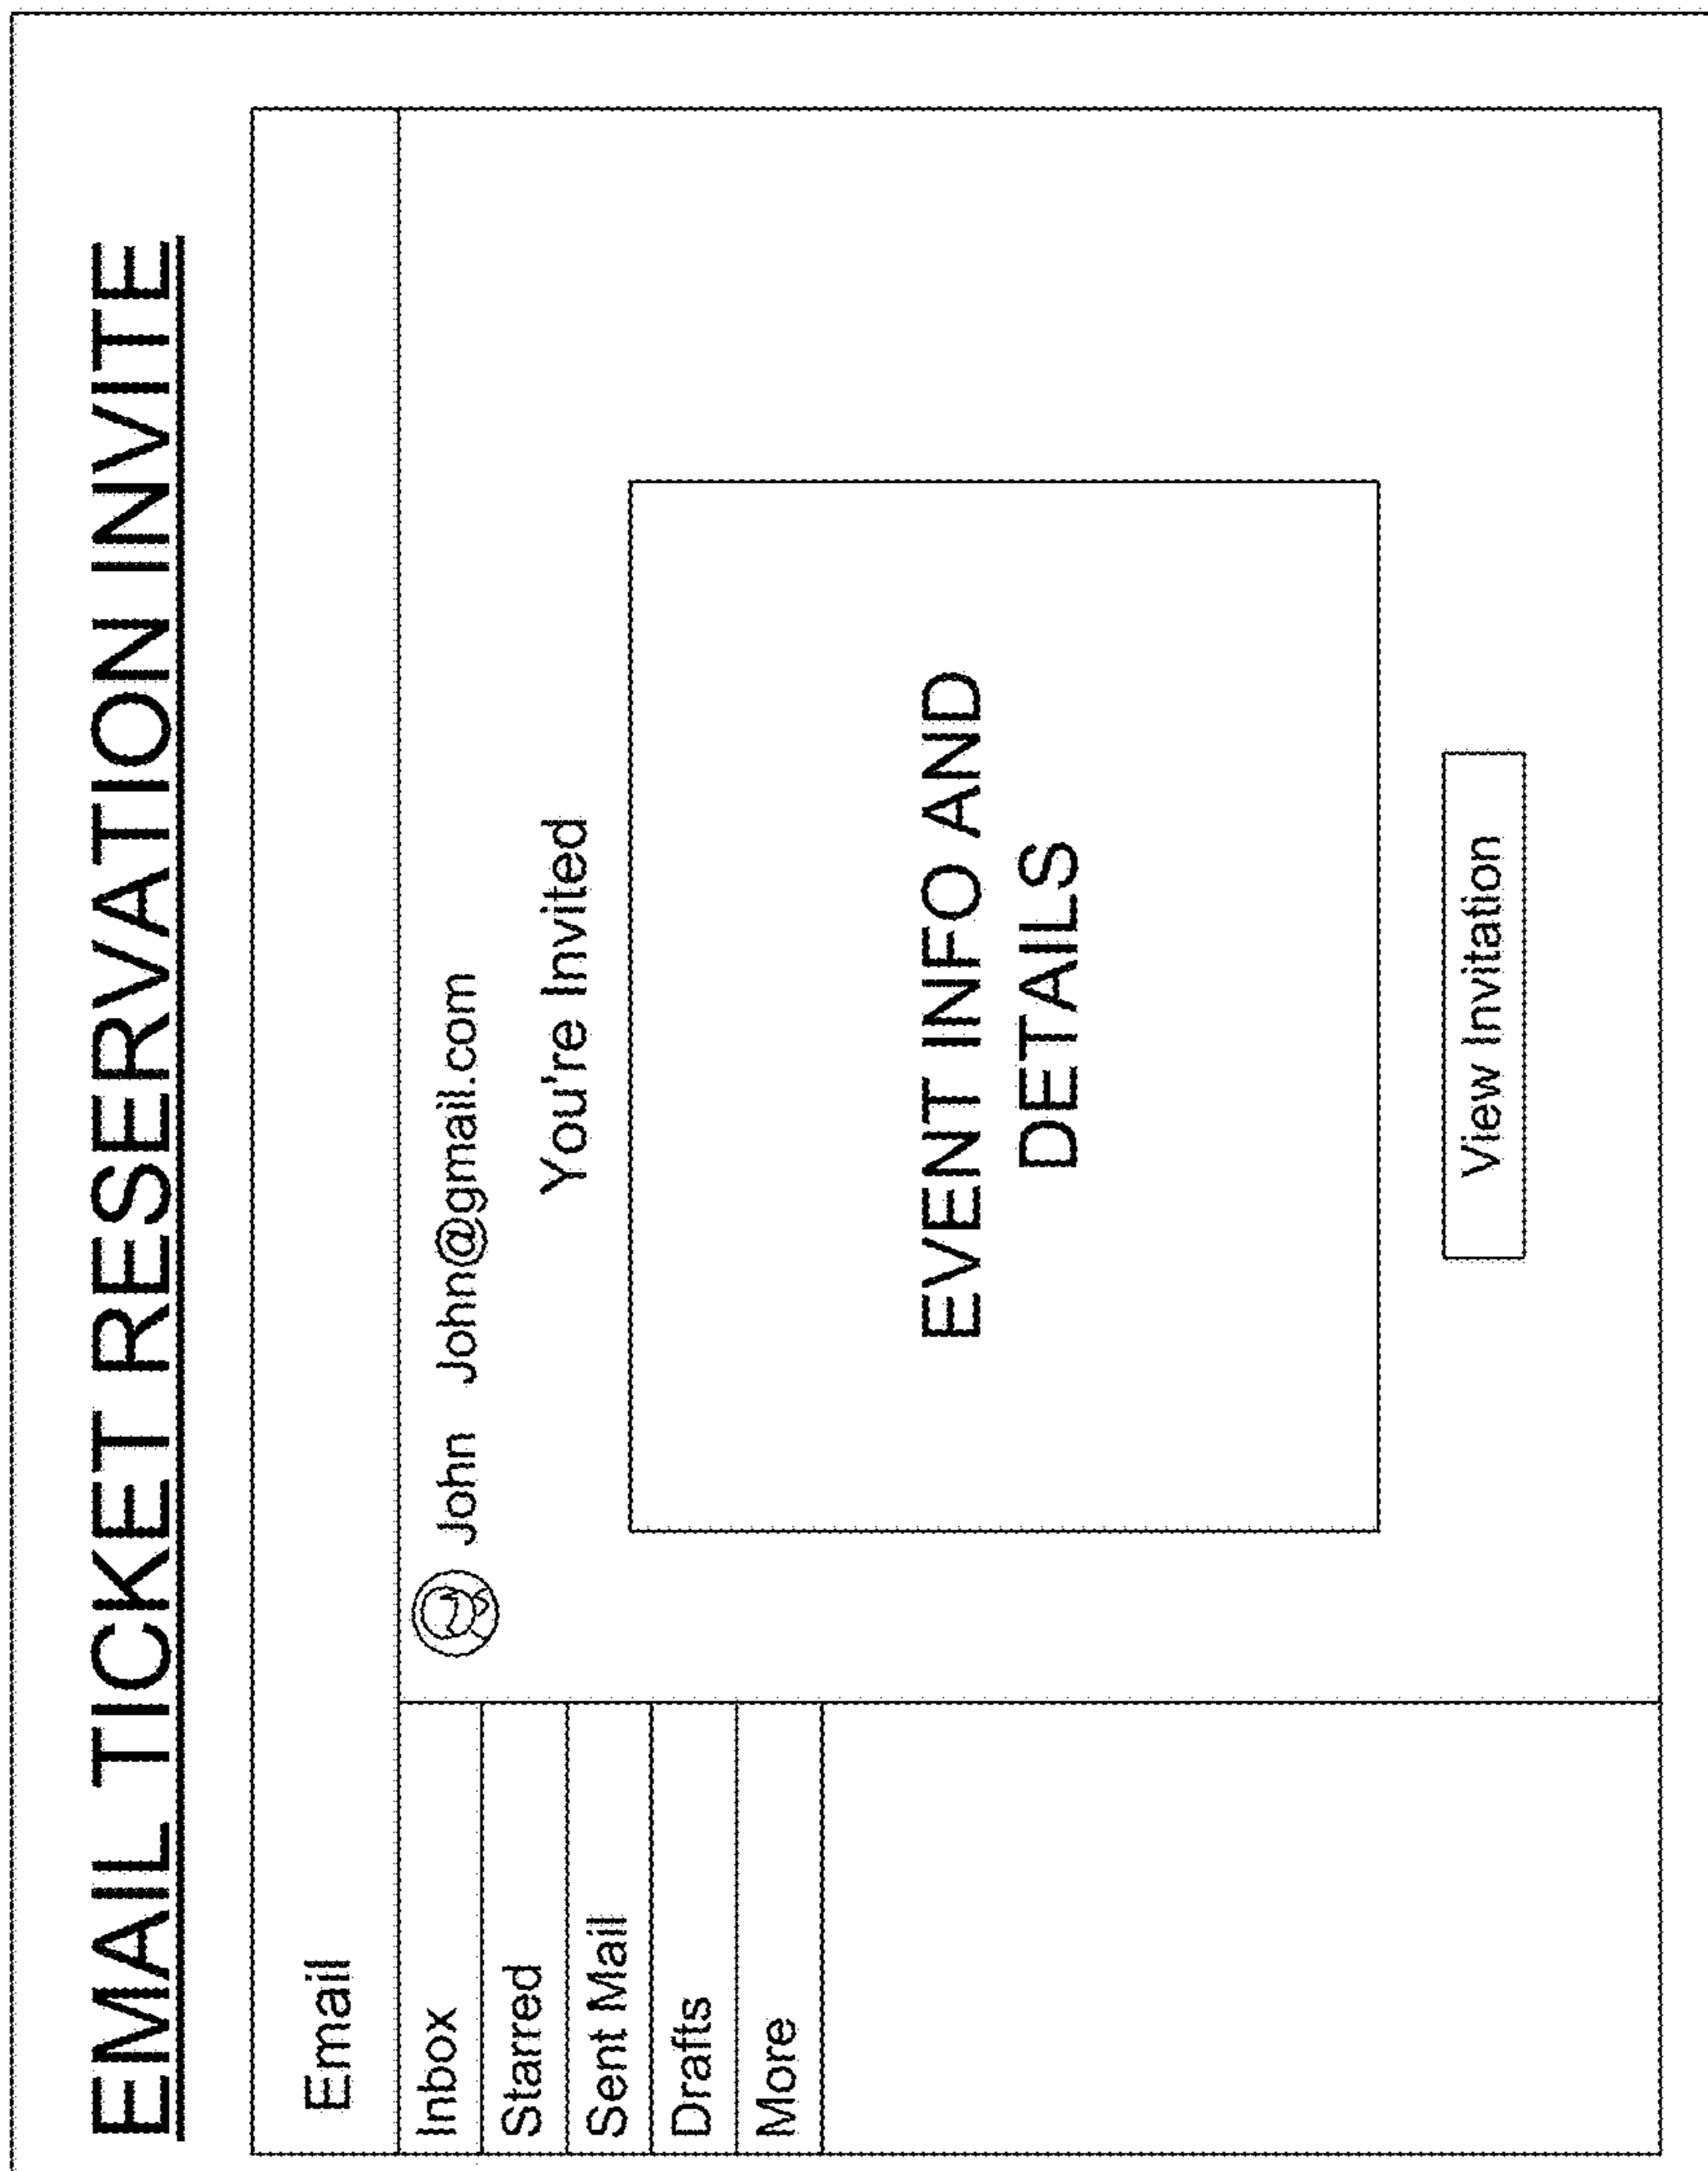 EMAIL TICKET RESERVATION INVITE
Email
Inbox
Starred
Sent Mail
Drafts
More
John John@gmail.com
You're Invited
EVENT INFO AND
DETAILS
View Invitation